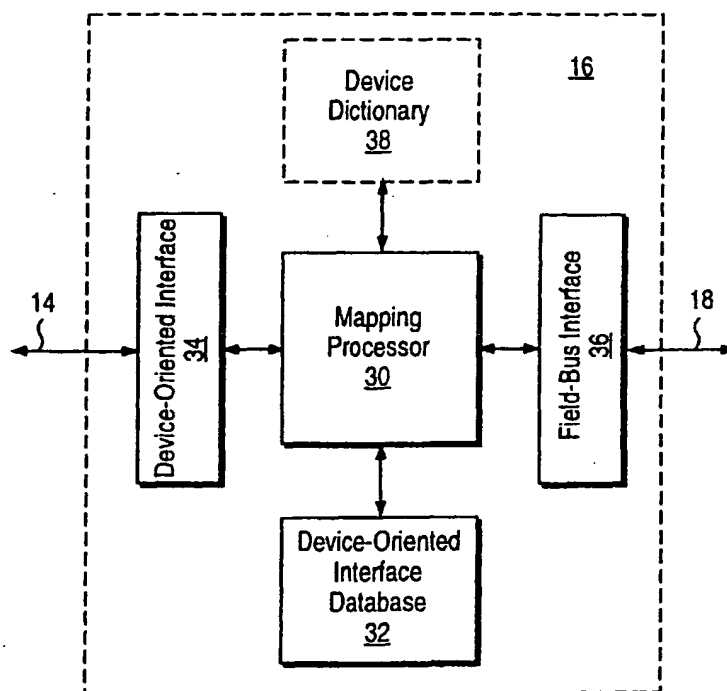 Device
Dictionary
38
16
Device-Oriented Interface
34
Mapping
Processor
30
Field-Bus Interface
36
14
18
Device-Oriented
Interface
Database
32